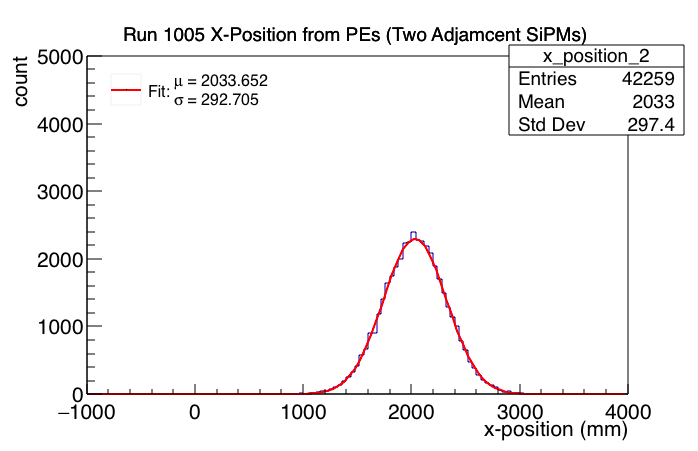 Run 1005 X-Position from PEs (Two Adjamcent SiPMs)
x_position_2
Entries 42259
Mean 2033
Std Dev 297.4
Fit: μ = 2033.652
σ = 292.705
count
5000
4000
3000
2000
1000
0
−1000 0 1000 2000 3000 4000
x-position (mm)